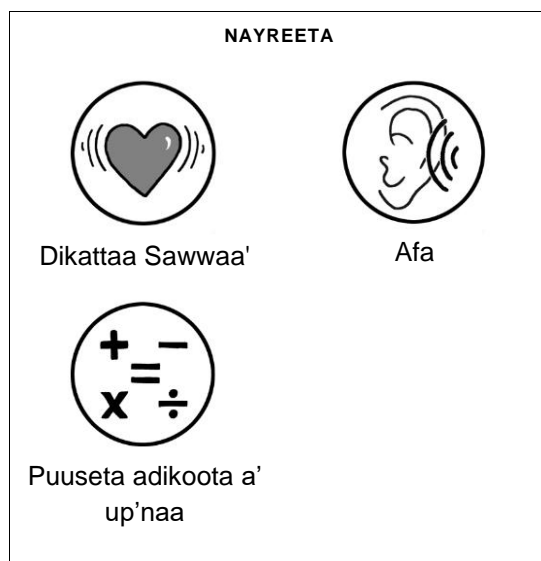 NAYREETA
Dikattaa Sawwaa'
Afa
+ −
=
x ÷
Puuseta adikoota a’
up’naa